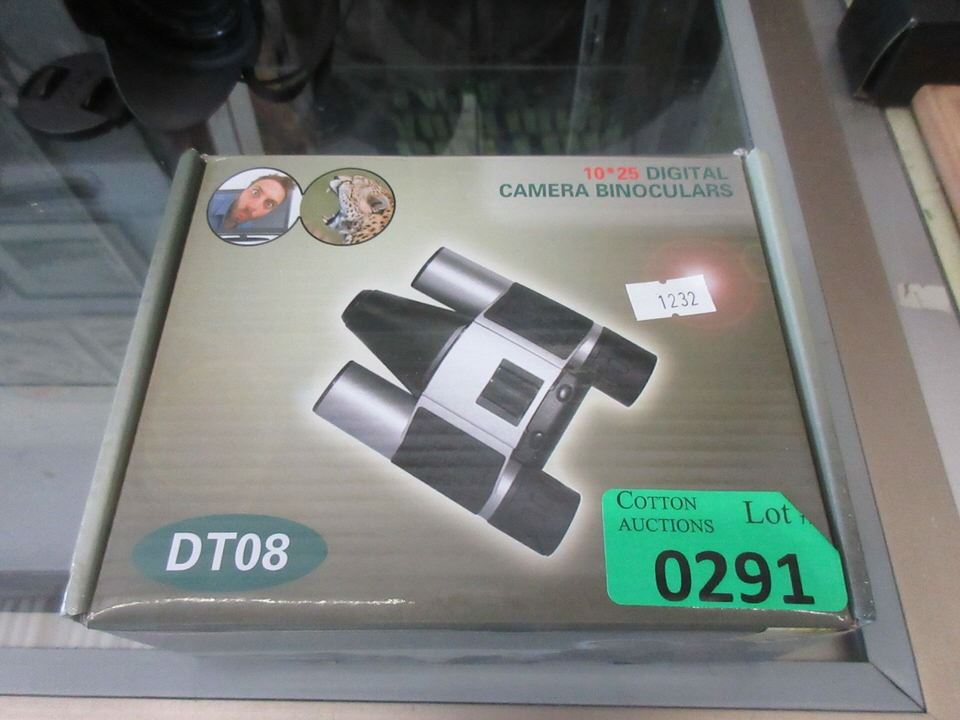 10*25 DIGITAL
CAMERA BINOCULARS
1232
COTTON
AUCTIONS
Lot
0291
DT08